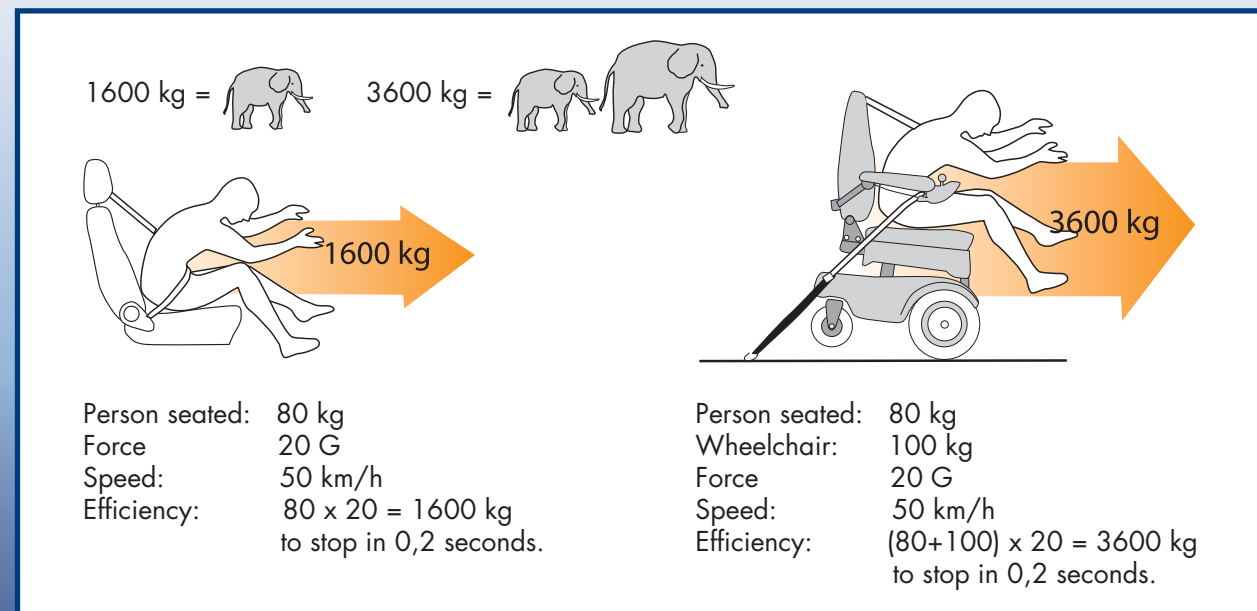 1600 kg =
3600 kg =
1600 kg
3600 kg
Person seated: 80 kg
Force 20 G
Speed: 50 km/h
Efficiency: 80 x 20 = 1600 kg
to stop in 0,2 seconds.
Person seated: 80 kg
Wheelchair: 100 kg
Force 20 G
Speed: 50 km/h
Efficiency: (80+100) x 20 = 3600 kg
to stop in 0,2 seconds.